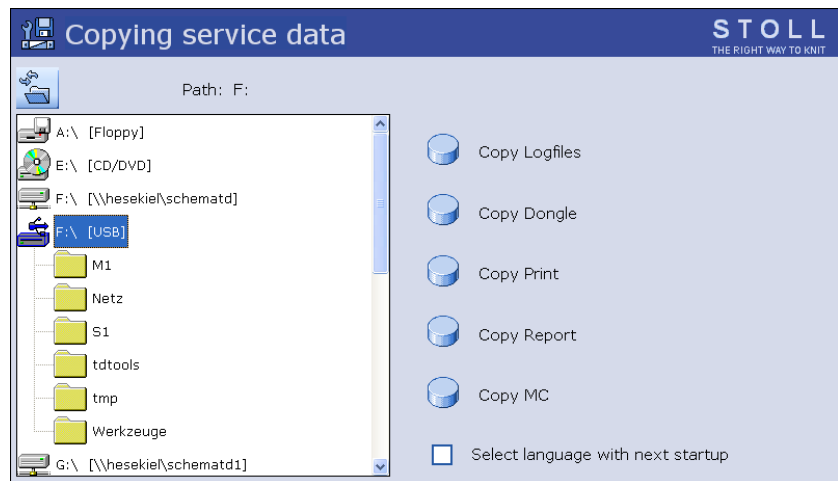 Copying service data
STOLL
THE RIGHT WAY TO KNIT
Path: F:
A:\ [Floppy]
E:\ [CD/DVD]
F:\ [\\hesekiel\schematd]
F:\ [USB]
M1
Netz
S1
tdtools
tmp
Werkzeuge
G:\ [\\hesekiel\schematd1]
Copy Logfiles
Copy Dongle
Copy Print
Copy Report
Copy MC
Select language with next startup